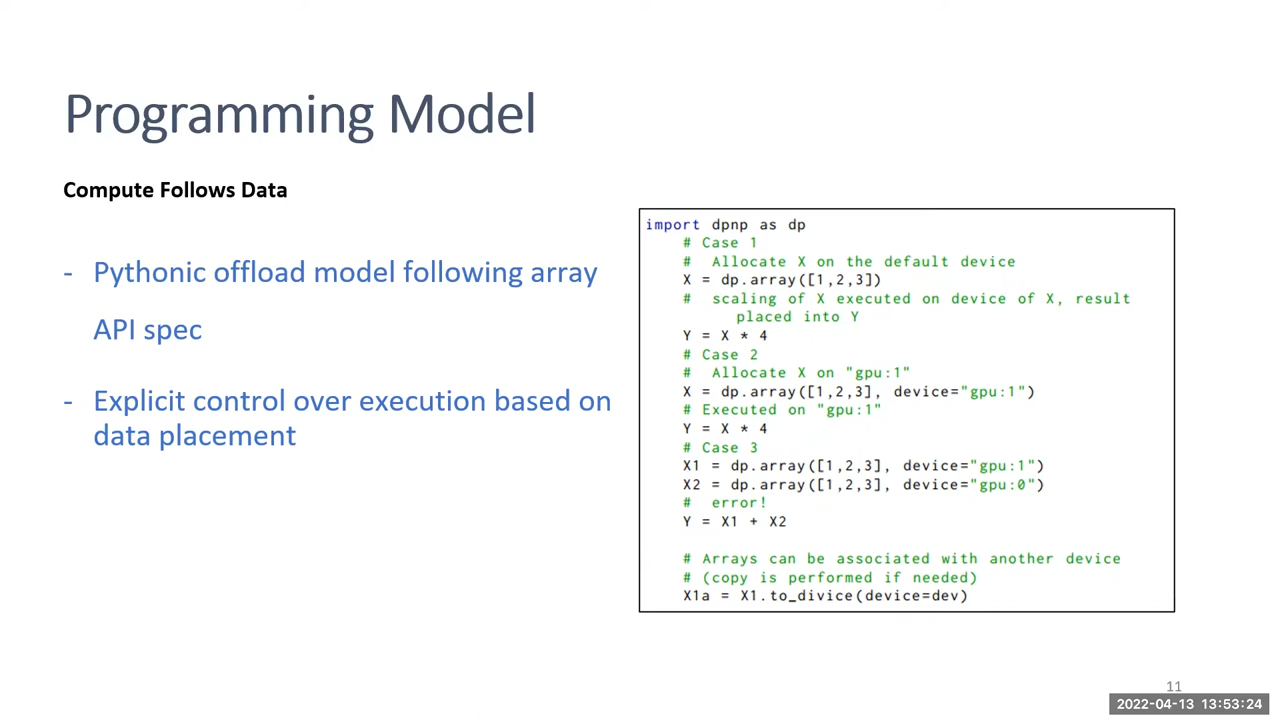 Programming Model
Compute Follows Data
- Pythonic offload model following array
API spec
- Explicit control over execution based on
data placement
import dpnp as dp
# Case 1
# Allocate X on the default device
X = dp.array([1,2,3])
# scaling of X executed on device of X, result
placed into Y
Y = X * 4
# Case 2
# Allocate X on "gpu:1"
X = dp.array([1,2,3], device="gpu:1")
# Executed on "gpu:1"
Y = X * 4
# Case 3
X1 = dp.array([1,2,3], device="gpu:1")
X2 = dp.array([1,2,3], device="gpu:0")
# error!
Y = X1 + X2
# Arrays can be associated with another device
# (copy is performed if needed)
X1a = X1.to_divice(device=dev)
11
2022-04-13 13:53:24